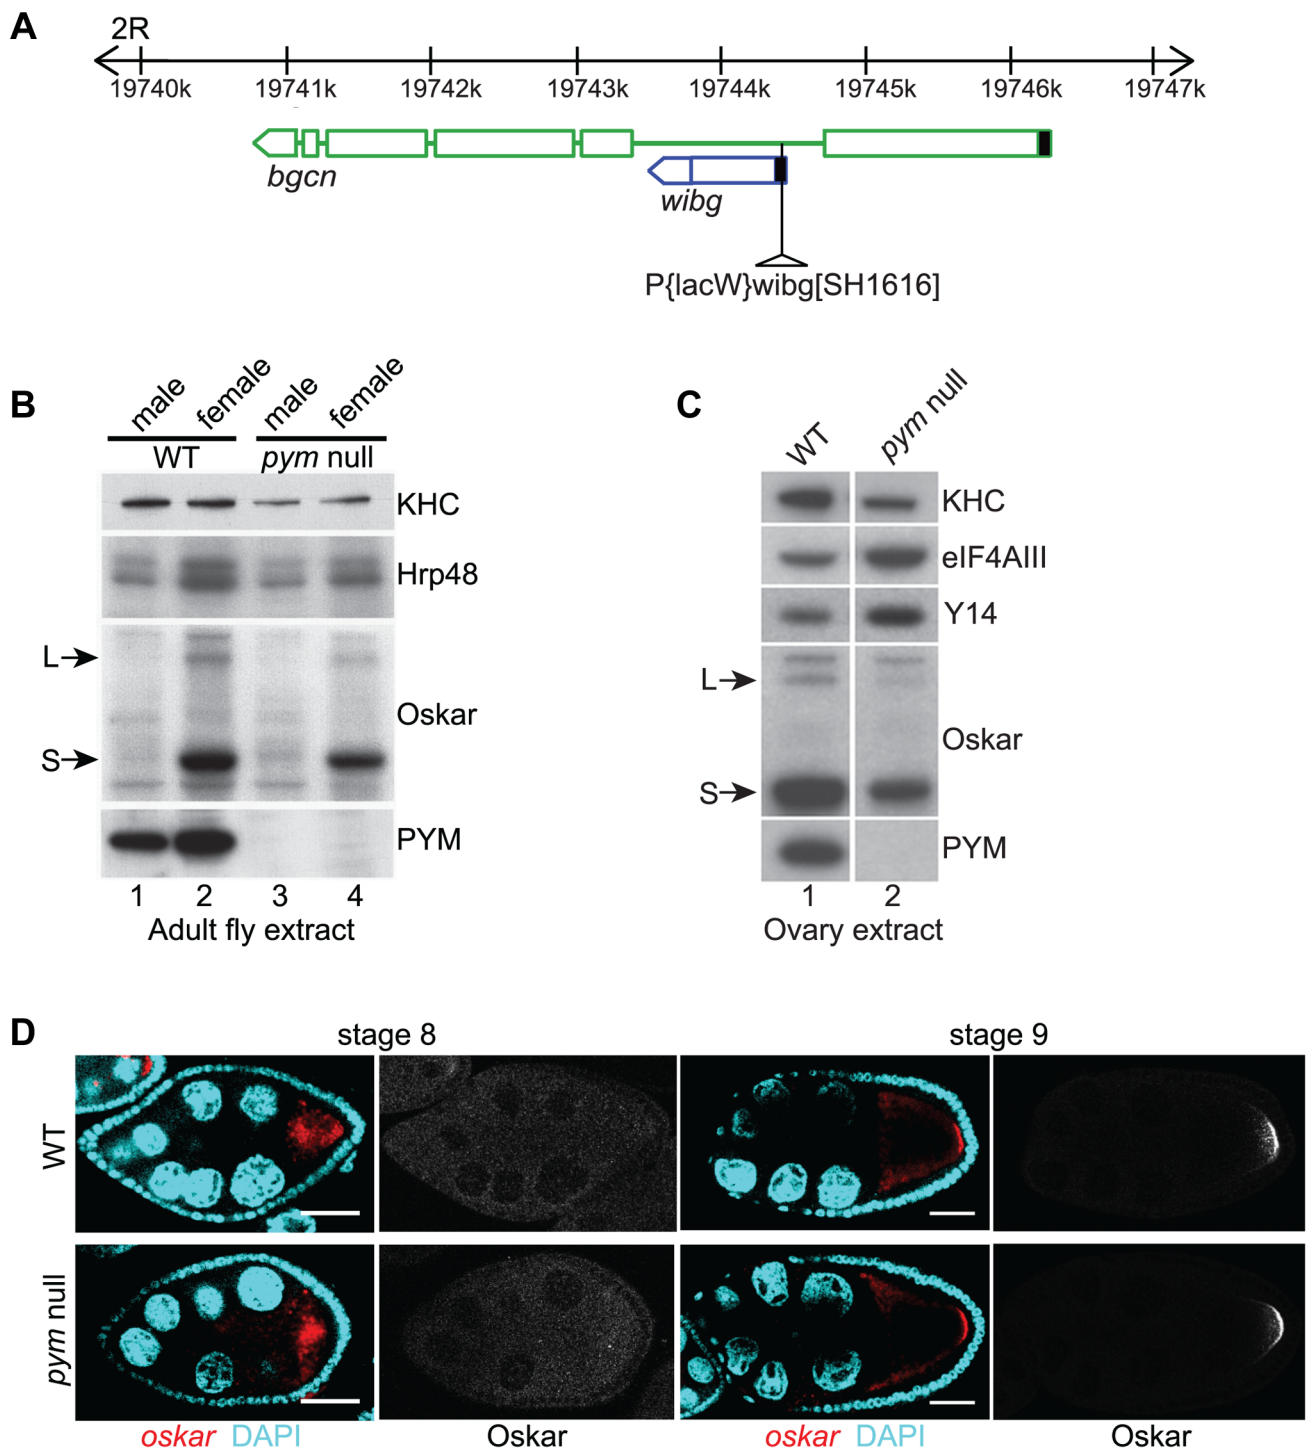 A
2R
19740k 19741k 19742k 19743k 19744k 19745k 19746k 19747k
bgcn
wibg
P{lacW}wibg[SH1616]
B
male female male female
WT pym null
KHC
Hrp48
L
Oskar
S
PYM
1 2 3 4
Adult fly extract
C
WT pym null
KHC
eIF4AIII
Y14
L
Oskar
S
PYM
1 2
Ovary extract
D
stage 8 stage 9
WT
pym null
oskar DAPI Oskar oskar DAPI Oskar